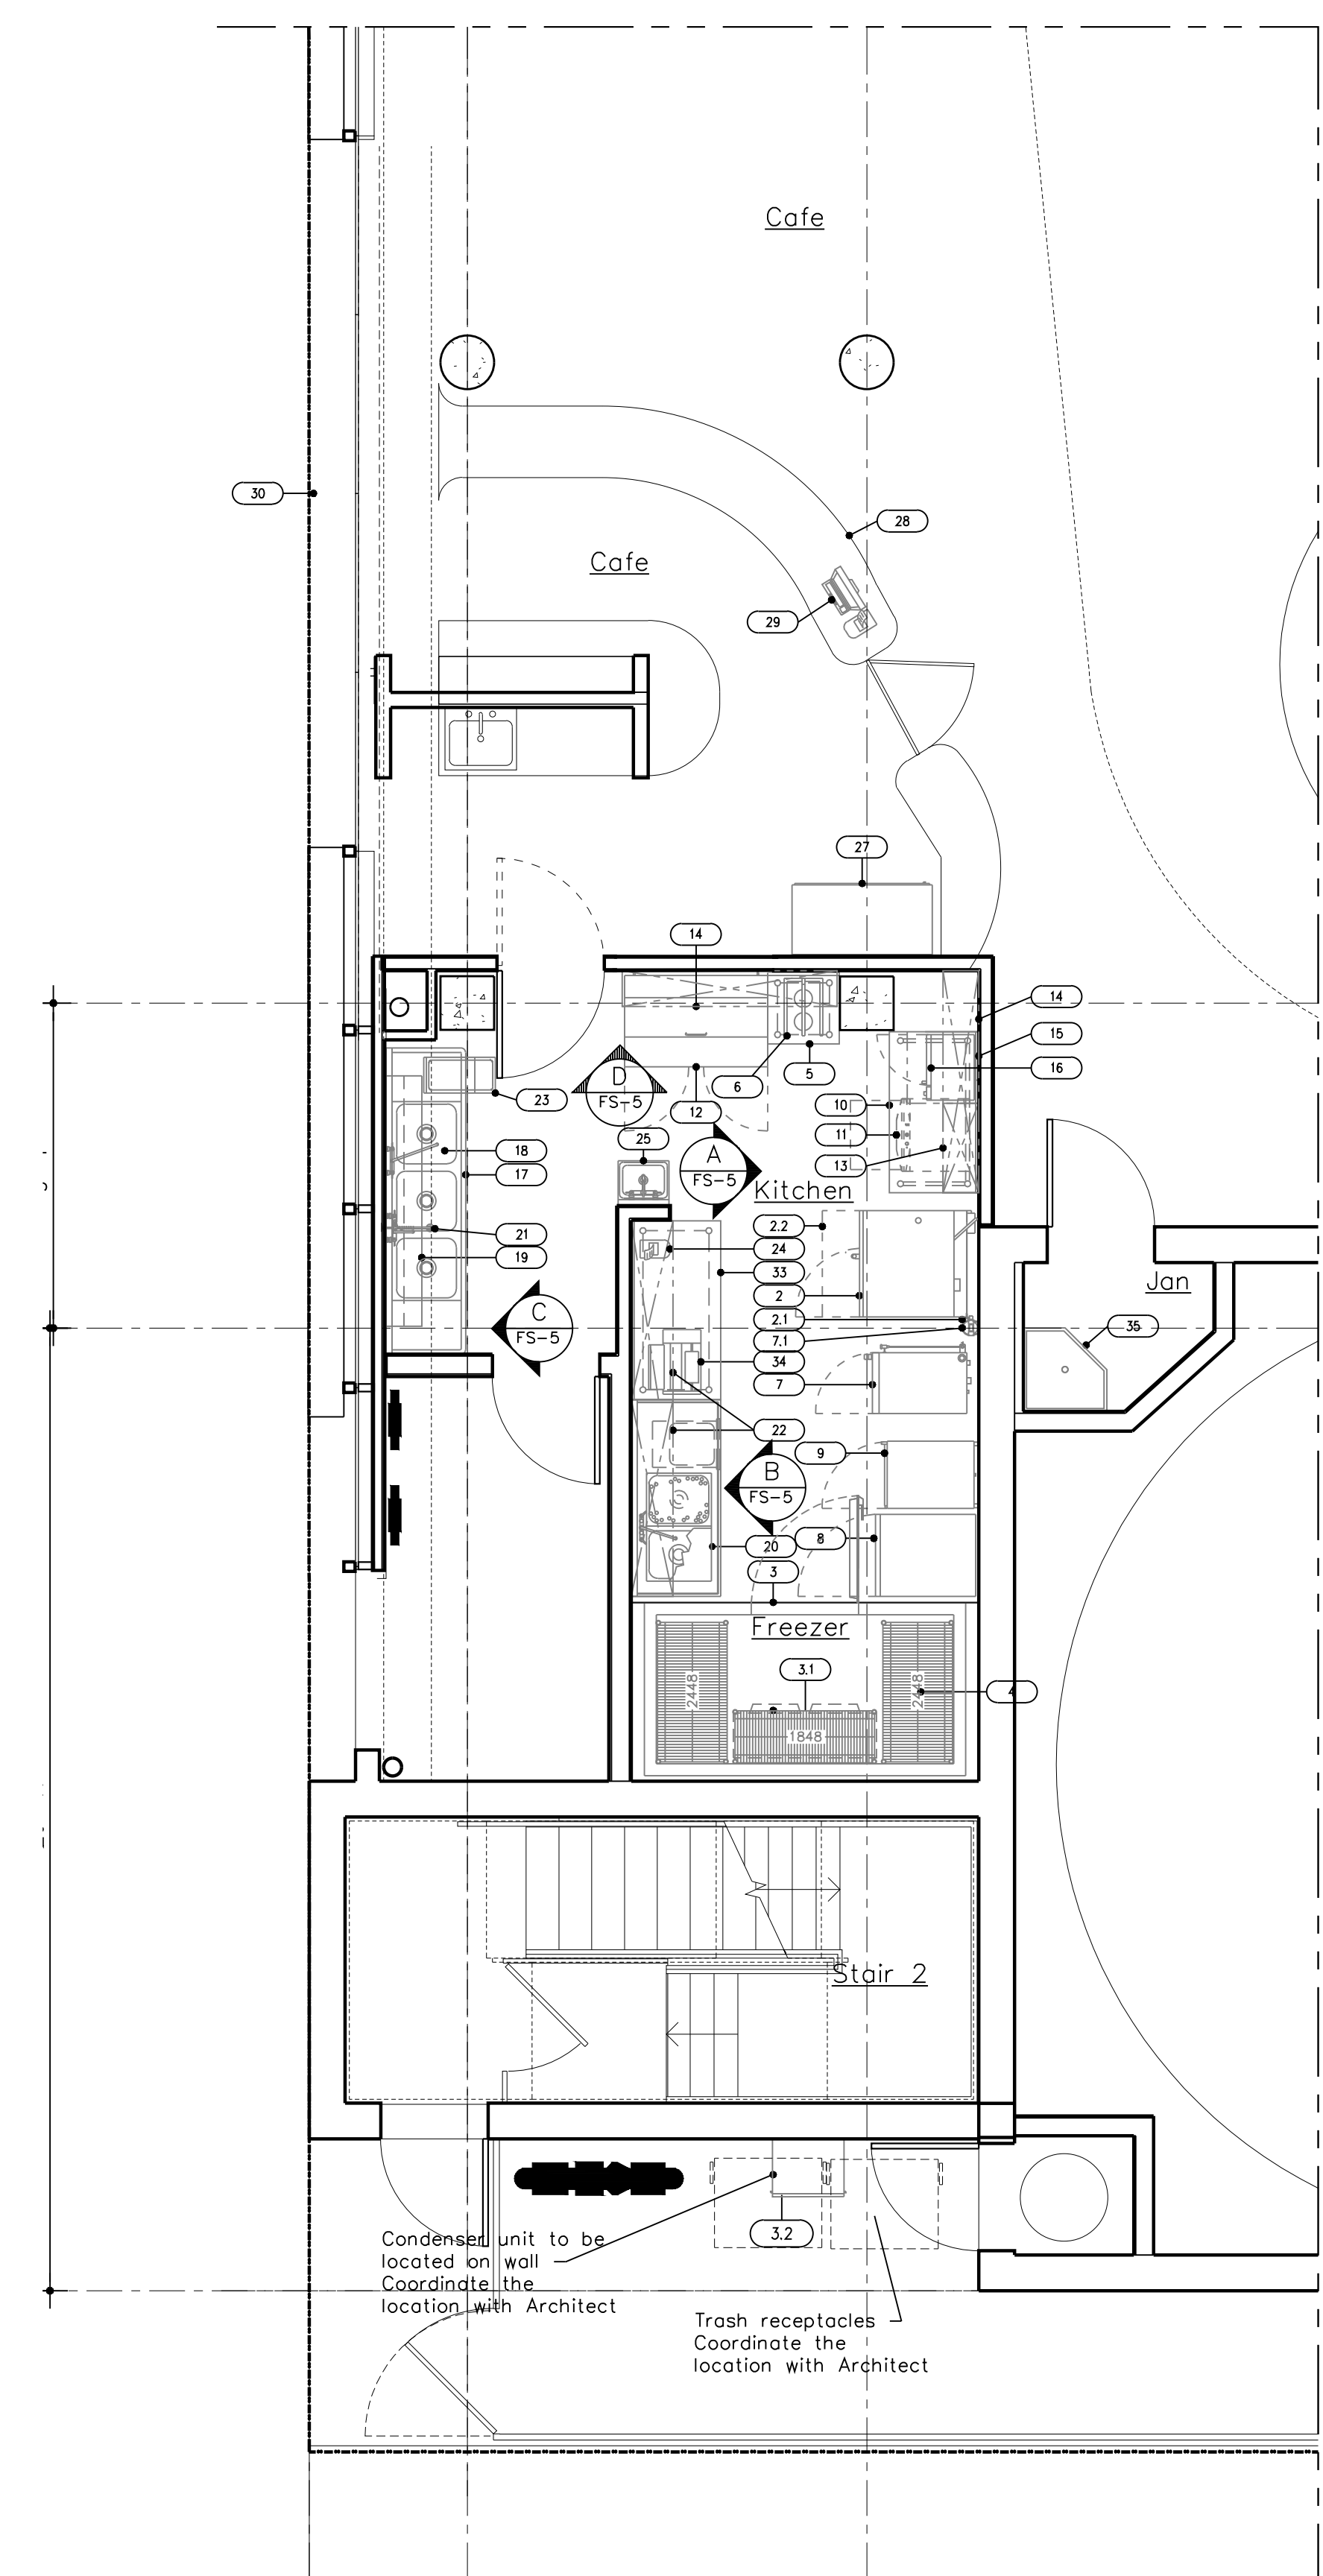 Cafe
30
28
Cafe
29
27
14
14
15
16
6
5
12
10
11
13
23
D
FS-5
25
A
FS-5
18
17
Kitchen
21
19
2.2
24
33
2
2.1
7.1
34
7
22
C
FS-5
Jan
35
9
B
FS-5
8
20
3
Freezer
3.1
2448
2448
4
1848
Stair 2
3.2
Condenser unit to be
located on wall
Coordinate the
location with Architect
Trash receptacles
Coordinate the
location with Architect